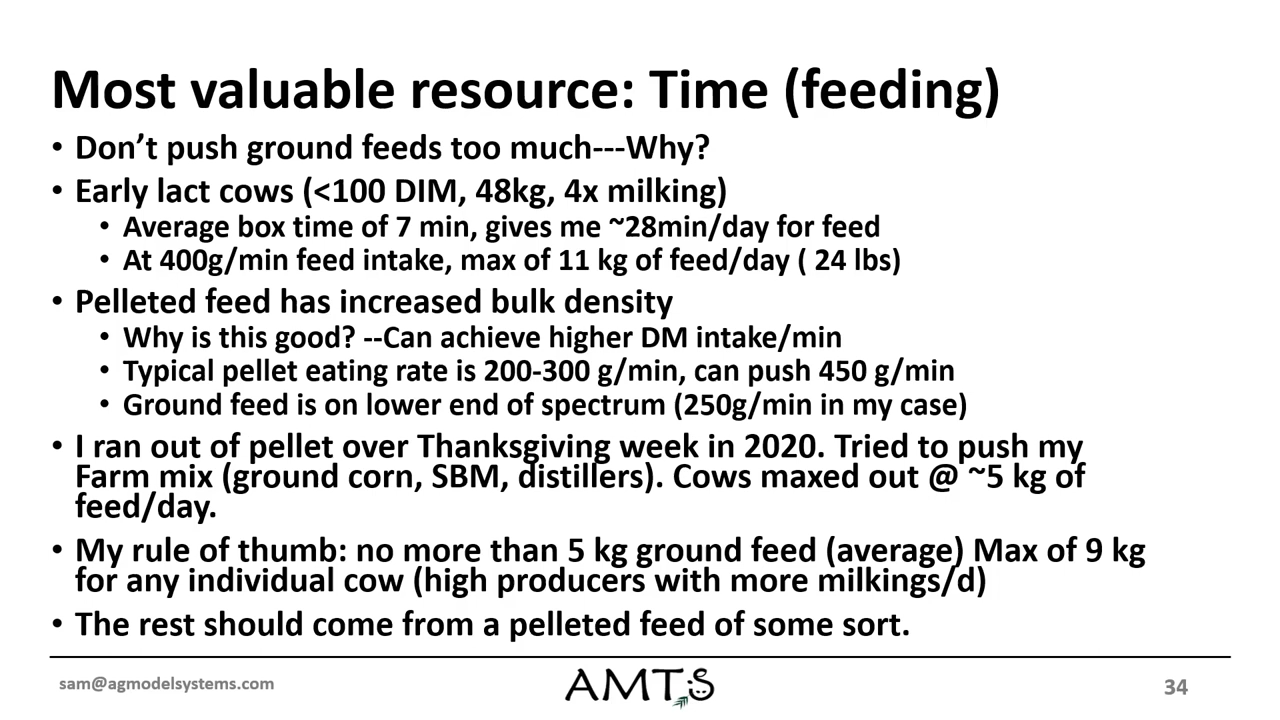 Most valuable resource: Time (feeding)
• Don’t push ground feeds too much---Why?
• Early lact cows (<100 DIM, 48kg, 4x milking)
• Average box time of 7 min, gives me ~28min/day for feed
• At 400g/min feed intake, max of 11 kg of feed/day ( 24 lbs)
• Pelleted feed has increased bulk density
• Why is this good? --Can achieve higher DM intake/min
• Typical pellet eating rate is 200-300 g/min, can push 450 g/min
• Ground feed is on lower end of spectrum (250g/min in my case)
• I ran out of pellet over Thanksgiving week in 2020. Tried to push my
Farm mix (ground corn, SBM, distillers). Cows maxed out @ ~5 kg of
feed/day.
• My rule of thumb: no more than 5 kg ground feed (average) Max of 9 kg
for any individual cow (high producers with more milkings/d)
• The rest should come from a pelleted feed of some sort.
sam@agmodelsystems.com
AMTS
34